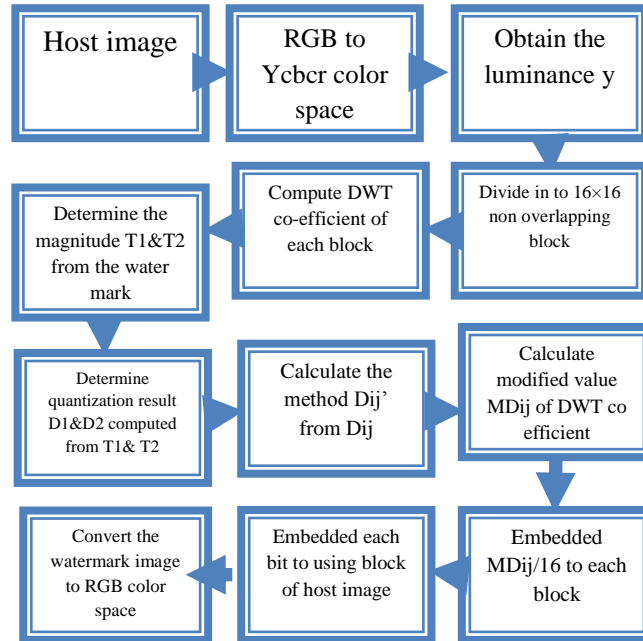 Host image
RGB to
Ycbcr color
space
Obtain the
luminance y
Divide in to 16×16
non overlapping
block
Compute DWT
co-efficient of
each block
Determine the
magnitude T1&T2
from the water
mark
Determine
quantization result
D1&D2 computed
from T1& T2
Calculate the
method Dij’
from Dij
Calculate
modified value
MDij of DWT co
efficient
Embedded
MDij/16 to each
block
Embedded each
bit to using block
of host image
Convert the
watermark image
to RGB color
space